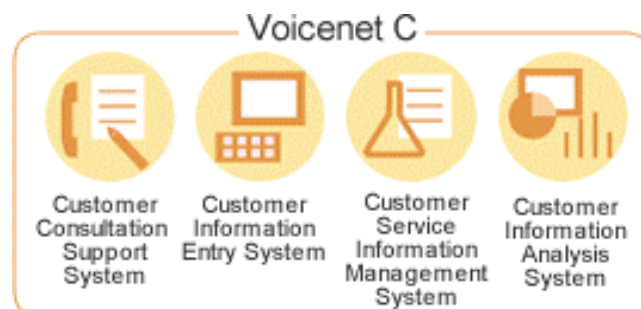 Voicenet C
Customer
Consultation
Support
System
Customer
Information
Entry System
Customer
Service
Information
Management
System
Customer
Information
Analysis
System